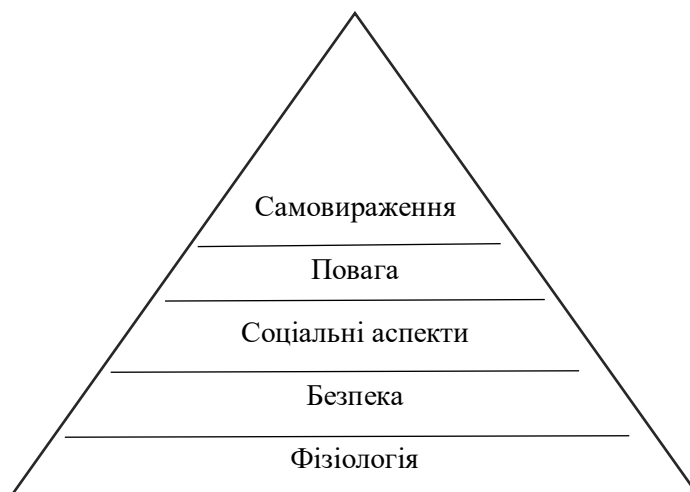 Самовираження
Повага
Соціальні аспекти
Безпека
Фізіологія